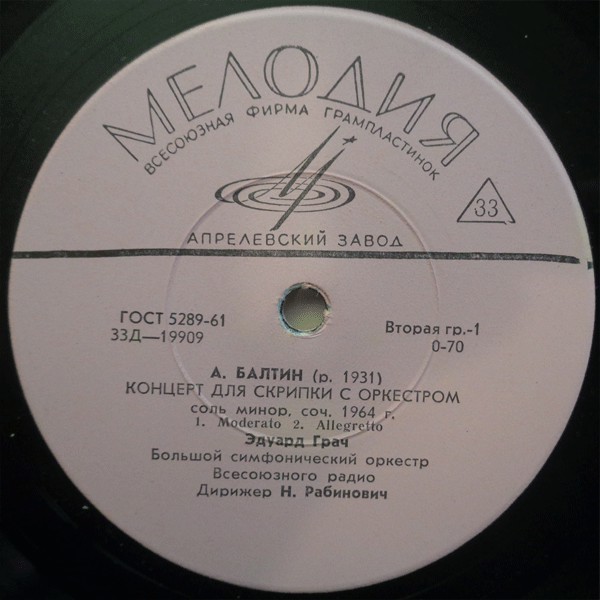 МЕЛОДИЯ
ВСЕСОЮЗНАЯ ФИРМА ГРАМПЛАСТИНОК
33
АПРЕЛЕВСКИЙ ЗАВОД
ГОСТ 5289-61
33Д—19909
Вторая гр.-1
0-70
А. БАЛТИН (р. 1931)
КОНЦЕРТ ДЛЯ СКРИПКИ С ОРКЕСТРОМ
соль минор, соч. 1964 г.
1. Moderato 2. Allegretto
Эдуард Грач
Большой симфонический оркестр
Всесоюзного радио
Дирижер Н. Рабинович